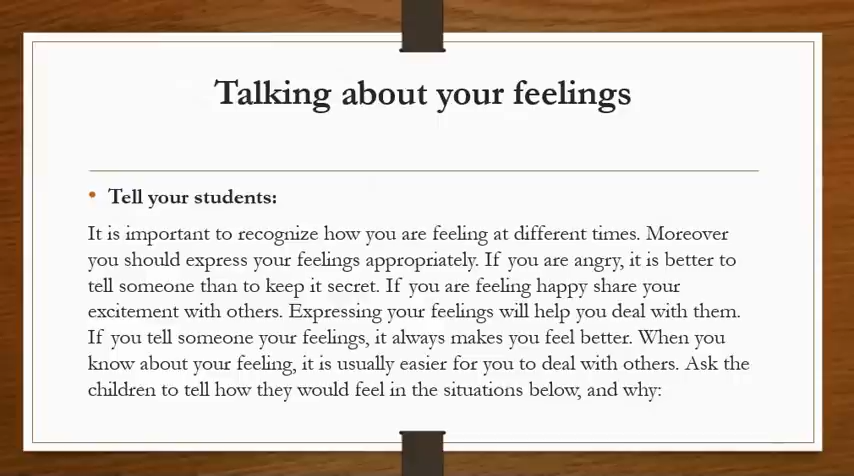 Talking about your feelings
• Tell your students:
It is important to recognize how you are feeling at different times. Moreover
you should express your feelings appropriately. If you are angry, it is better to
tell someone than to keep it secret. If you are feeling happy share your
excitement with others. Expressing your feelings will help you deal with them.
If you tell someone your feelings, it always makes you feel better. When you
know about your feeling, it is usually easier for you to deal with others. Ask the
children to tell how they would feel in the situations below, and why: